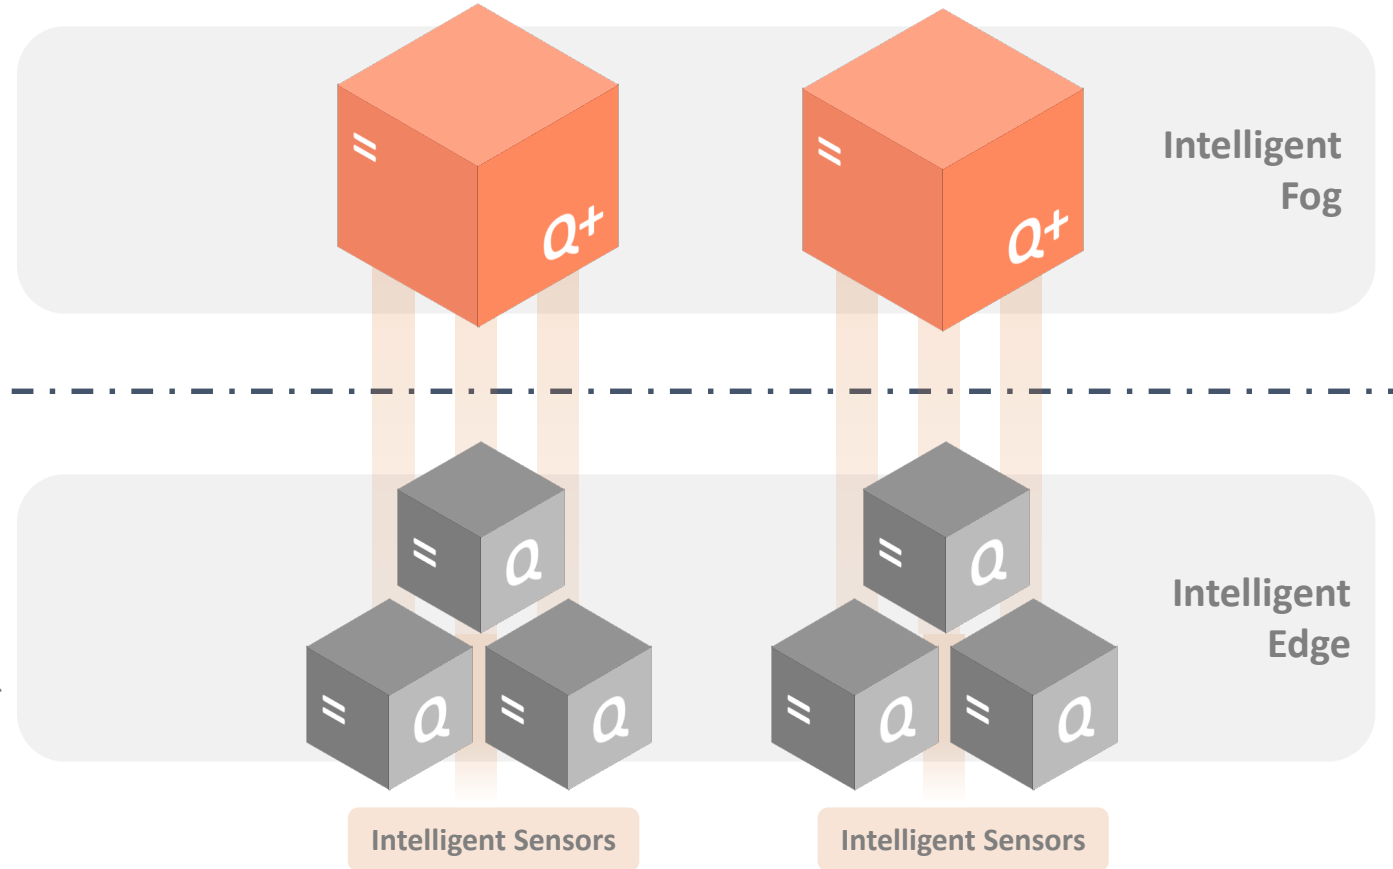 =
Q+
=
Q+
Intelligent
Fog
=
Q
=
Q
Intelligent
Edge
=
Q
=
Q
=
Q
=
Q
Intelligent Sensors
Intelligent Sensors